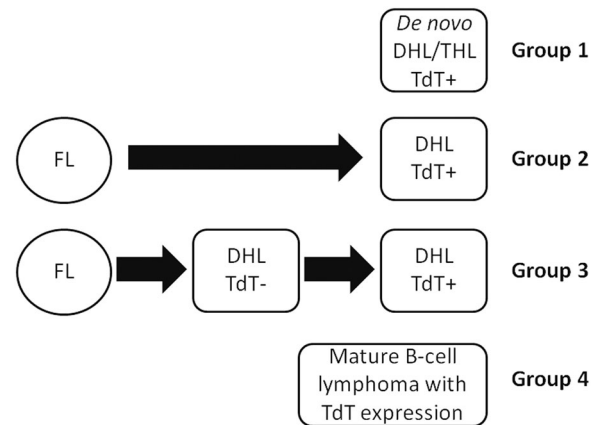 De novo
DHL/THL
TdT+
Group 1
FL
DHL
TdT+
Group 2
FL
DHL
TdT-
DHL
TdT+
Group 3
Mature B-cell
lymphoma with
TdT expression
Group 4